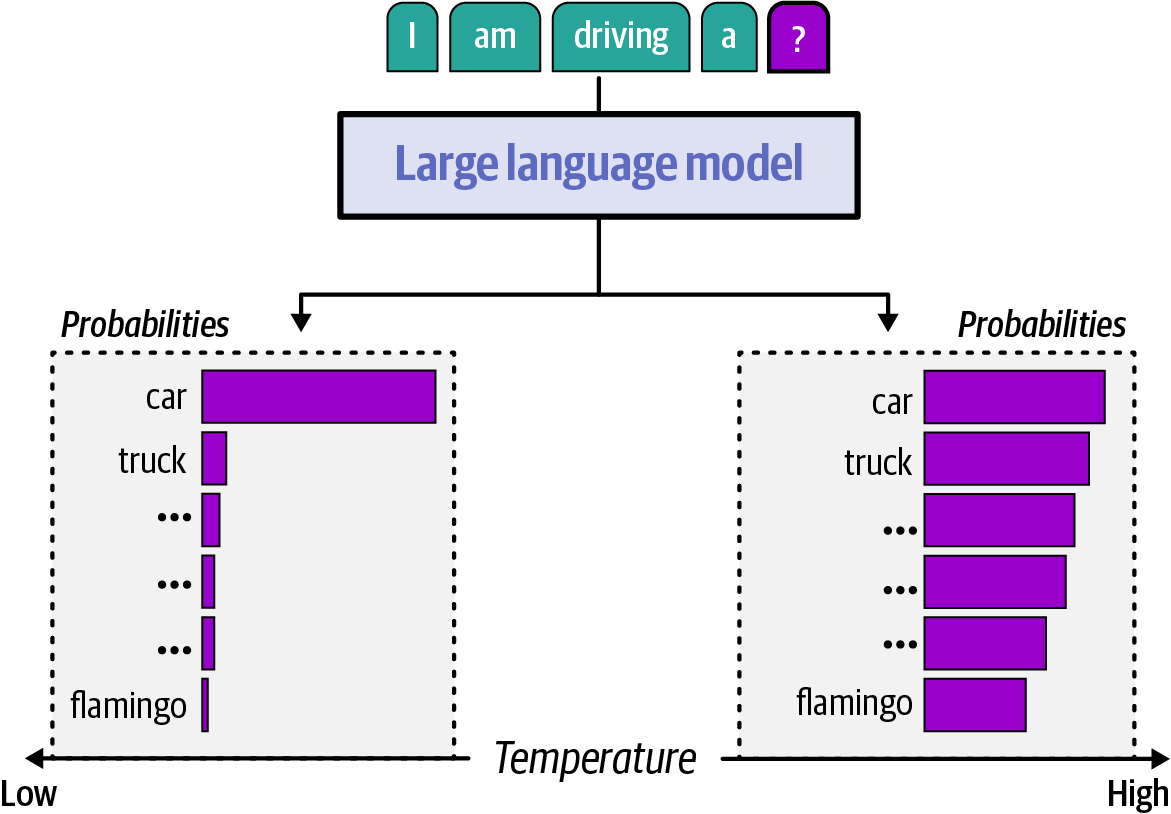 I am driving a ?
Large language model
Probabilities
car
truck
...
...
...
flamingo
Probabilities
car
truck
...
...
...
flamingo
Temperature
Low
High